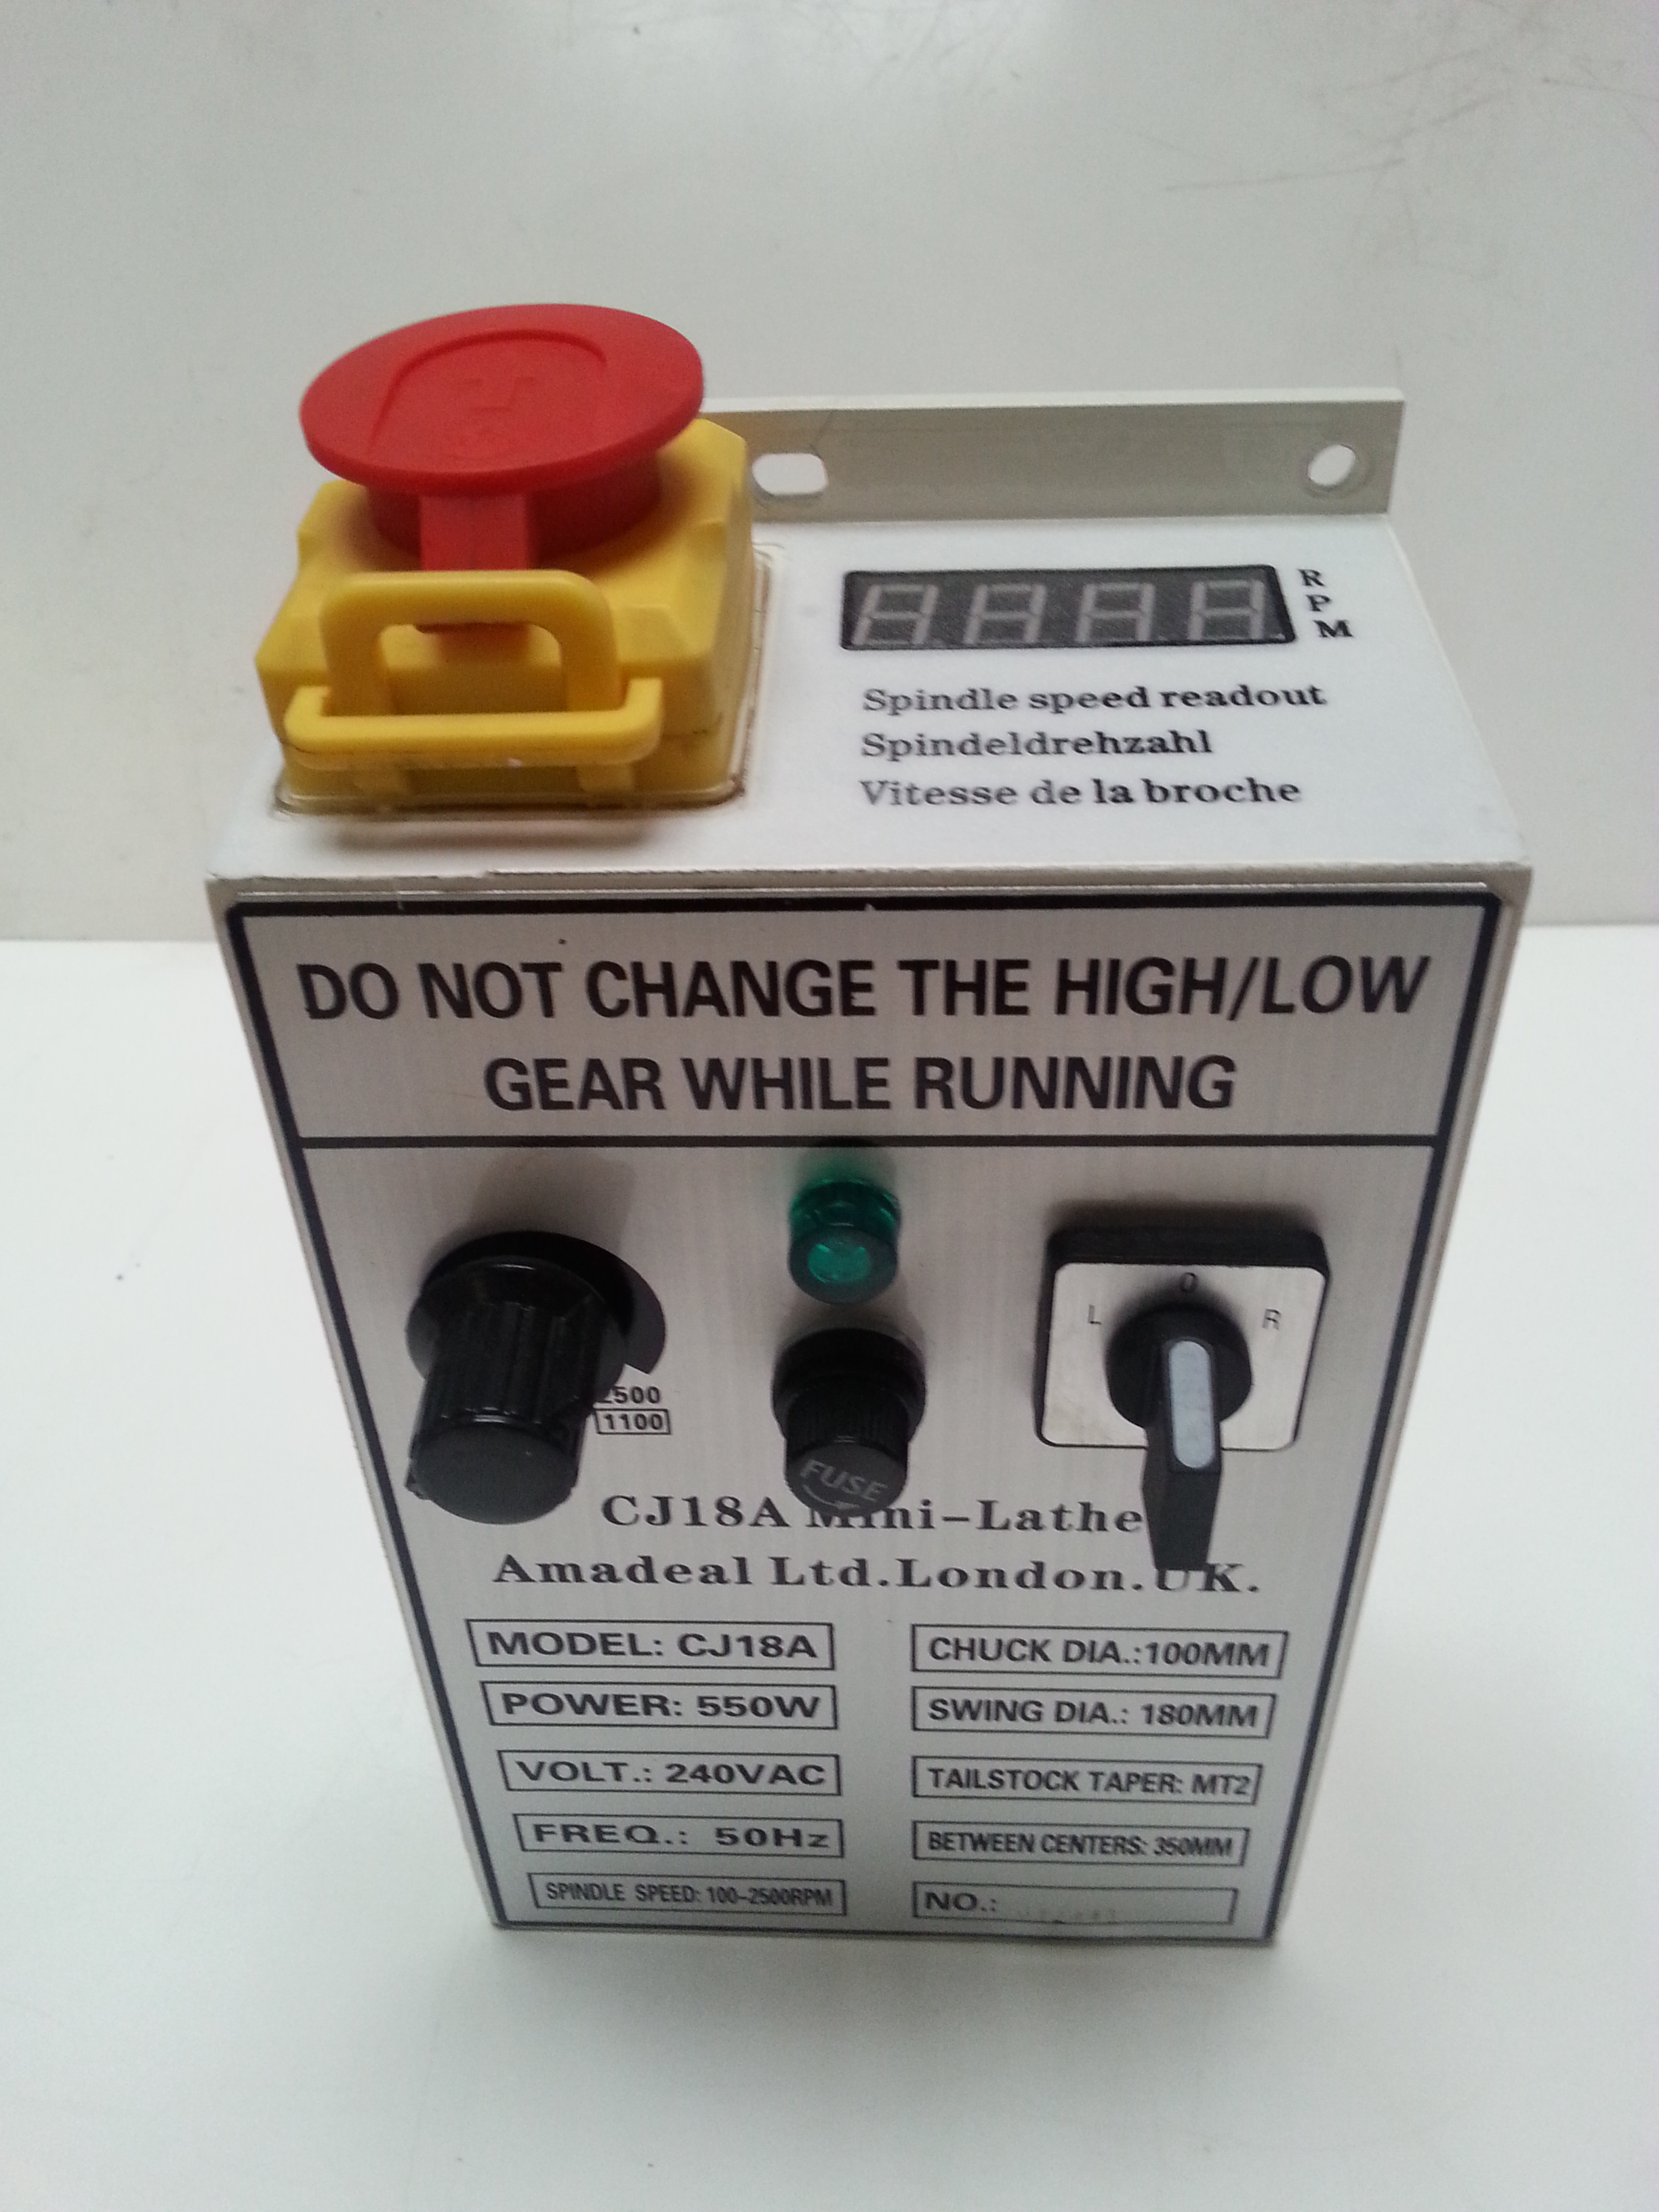 R
P
M
Spindle speed readout
Spindeldrehzahl
Vitesse de la broche
DO NOT CHANGE THE HIGH/LOW
GEAR WHILE RUNNING
L O R
2500
1100
FUSE
CJ18A Mini-Lathe
Amadeal Ltd.London.UK.
MODEL: CJ18A
POWER: 550W
VOLT.: 240VAC
FREQ.: 50Hz
SPINDLE SPEED: 100-2500RPM
CHUCK DIA.:100MM
SWING DIA.: 180MM
TAILSTOCK TAPER: MT2
BETWEEN CENTERS: 350MM
NO.: